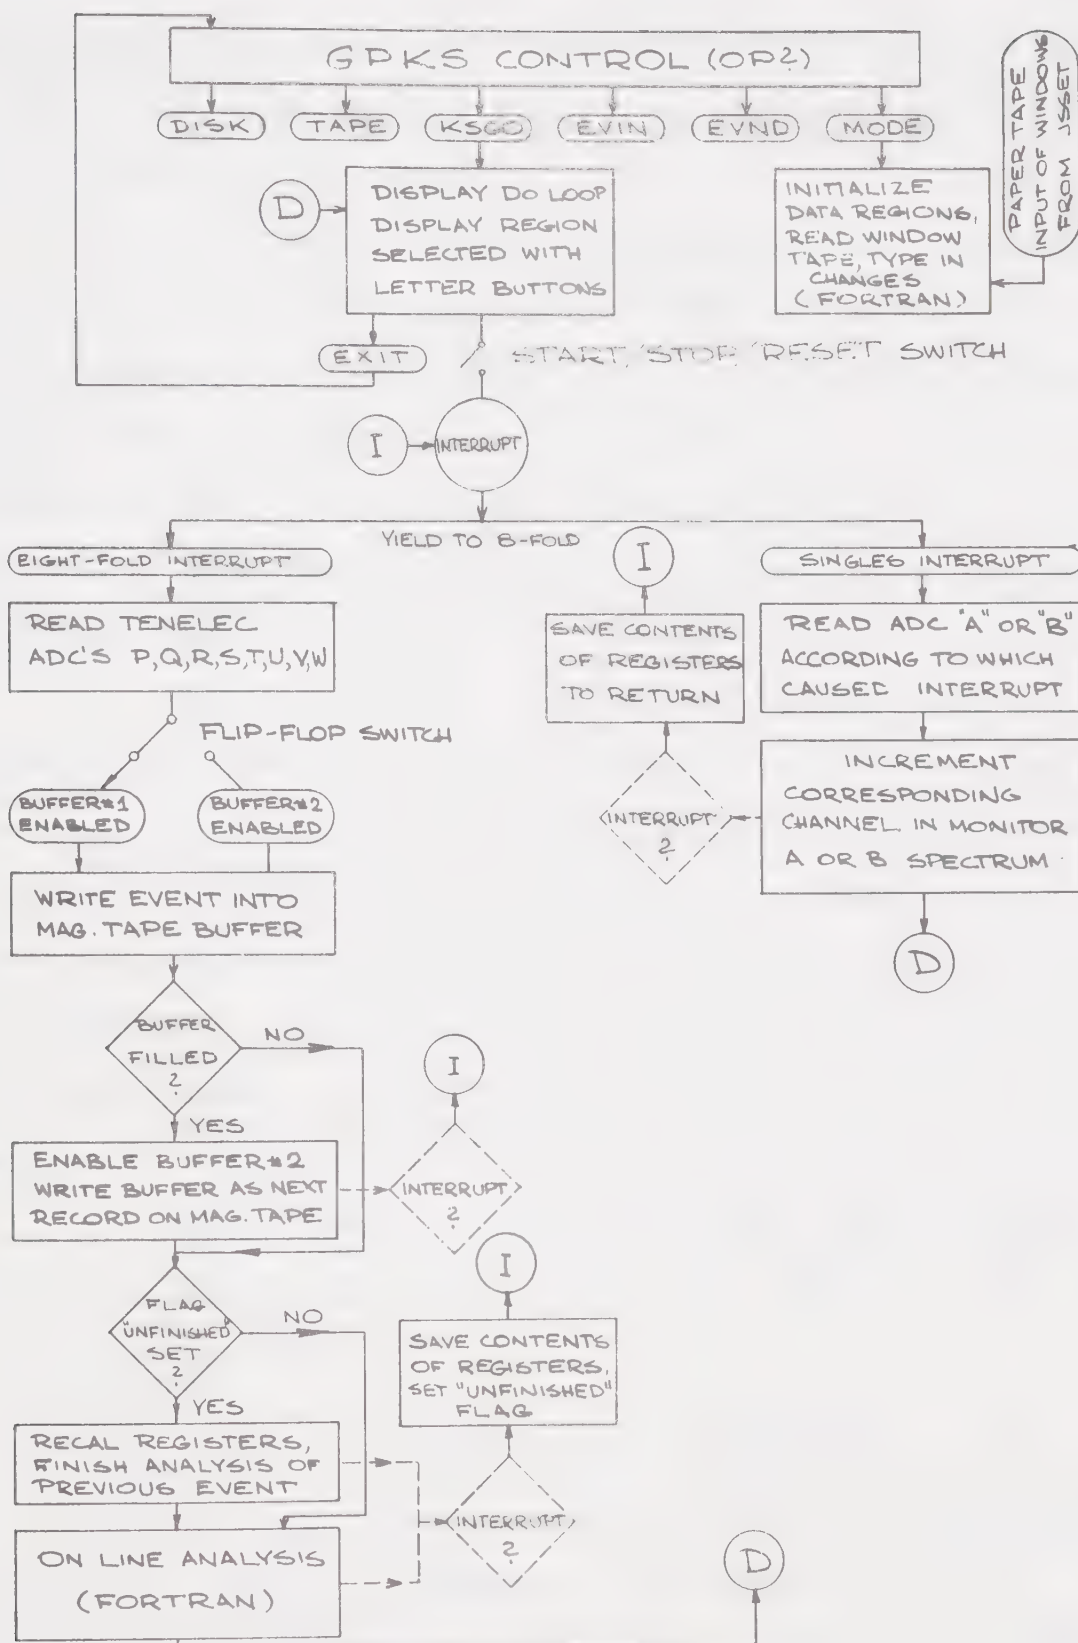 GPKS CONTROL (OP?)
DISK
TAPE
KSGO
EVIN
EVND
MODE
PAPER TAPE
INPUT OF WINDOWS
FROM JSSET
D
DISPLAY DO LOOP
DISPLAY REGION
SELECTED WITH
LETTER BUTTONS
INITIALIZE
DATA REGIONS,
READ WINDOW
TAPE, TYPE IN
CHANGES
(FORTRAN)
EXIT
START, STOP, RESET SWITCH
I
INTERRUPT
YIELD TO 8-FOLD
EIGHT-FOLD INTERRUPT
READ TENELEC
ADC'S P,Q,R,S,T,U,V,W
FLIP-FLOP SWITCH
BUFFER#1
ENABLED
BUFFER#2
ENABLED
WRITE EVENT INTO
MAG. TAPE BUFFER
BUFFER
FILLED
?
NO
YES
ENABLE BUFFER#2
WRITE BUFFER AS NEXT
RECORD ON MAG. TAPE
I
INTERRUPT
?
FLAG
"UNFINISHED"
SET
?
NO
YES
RECAL REGISTERS,
FINISH ANALYSIS OF
PREVIOUS EVENT
ON LINE ANALYSIS
(FORTRAN)
I
SAVE CONTENTS
OF REGISTERS,
SET "UNFINISHED"
FLAG
INTERRUPT
?
I
SAVE CONTENTS
OF REGISTERS
TO RETURN
INTERRUPT
?
SINGLES INTERRUPT
READ ADC "A" OR "B"
ACCORDING TO WHICH
CAUSED INTERRUPT
INCREMENT
CORRESPONDING
CHANNEL IN MONITOR
A OR B SPECTRUM
D
D